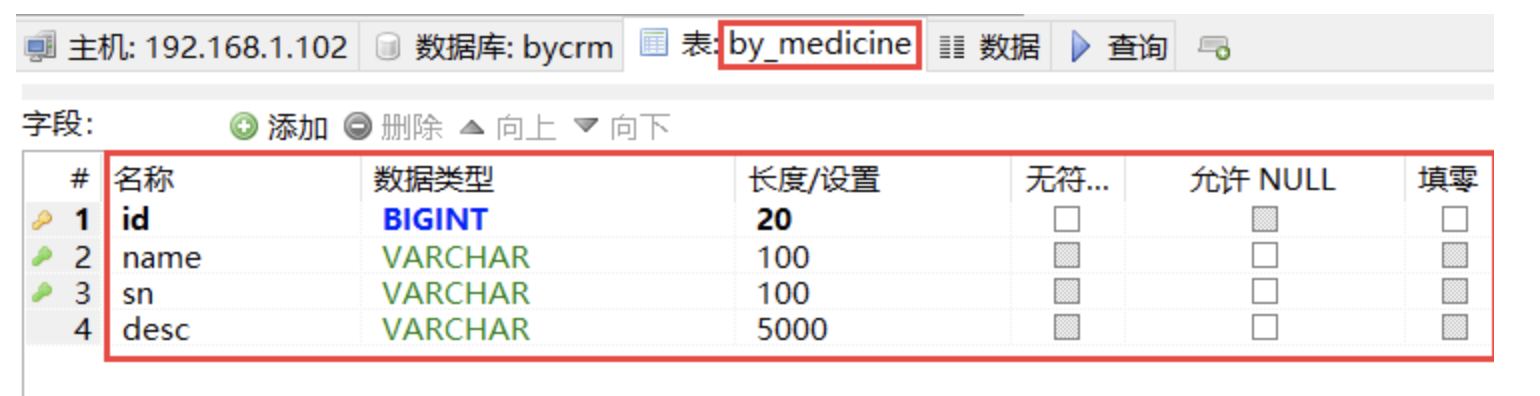 主机: 192.168.1.102 数据库: bycrm 表: by_medicine 数据 查询
字段: 添加 删除 向上 向下
# 名称 数据类型 长度/设置 无符... 允许 NULL 填零
1 id BIGINT 20
2 name VARCHAR 100
3 sn VARCHAR 100
4 desc VARCHAR 5000